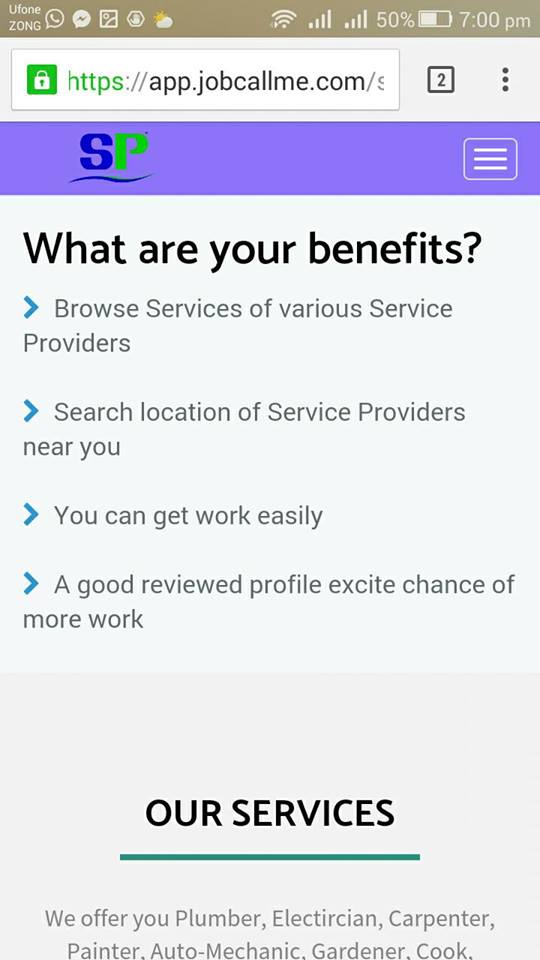 Ufone
ZONG
50%
7:00 pm
https://app.jobcallme.com/s
2
SP
What are your benefits?
Browse Services of various Service
Providers
Search location of Service Providers
near you
You can get work easily
A good reviewed profile excite chance of
more work
OUR SERVICES
We offer you Plumber, Electircian, Carpenter,
Painter, Auto-Mechanic, Gardener, Cook,